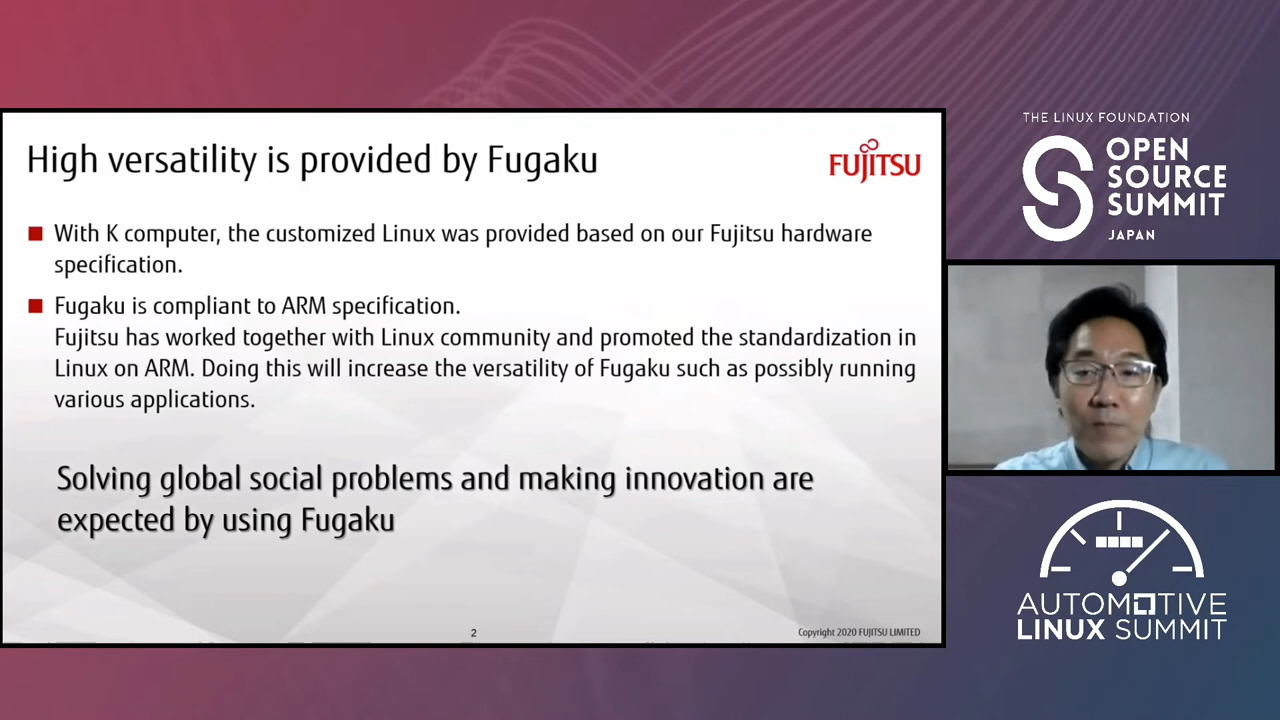 High versatility is provided by Fugaku
FUJITSU
With K computer, the customized Linux was provided based on our Fujitsu hardware
specification.
Fugaku is compliant to ARM specification.
Fujitsu has worked together with Linux community and promoted the standardization in
Linux on ARM. Doing this will increase the versatility of Fugaku such as possibly running
various applications.
Solving global social problems and making innovation are
expected by using Fugaku
2
Copyright 2020 FUJITSU LIMITED
THE LINUX FOUNDATION
OPEN
SOURCE
SUMMIT
JAPAN
AUTOMOTIVE
LINUX SUMMIT